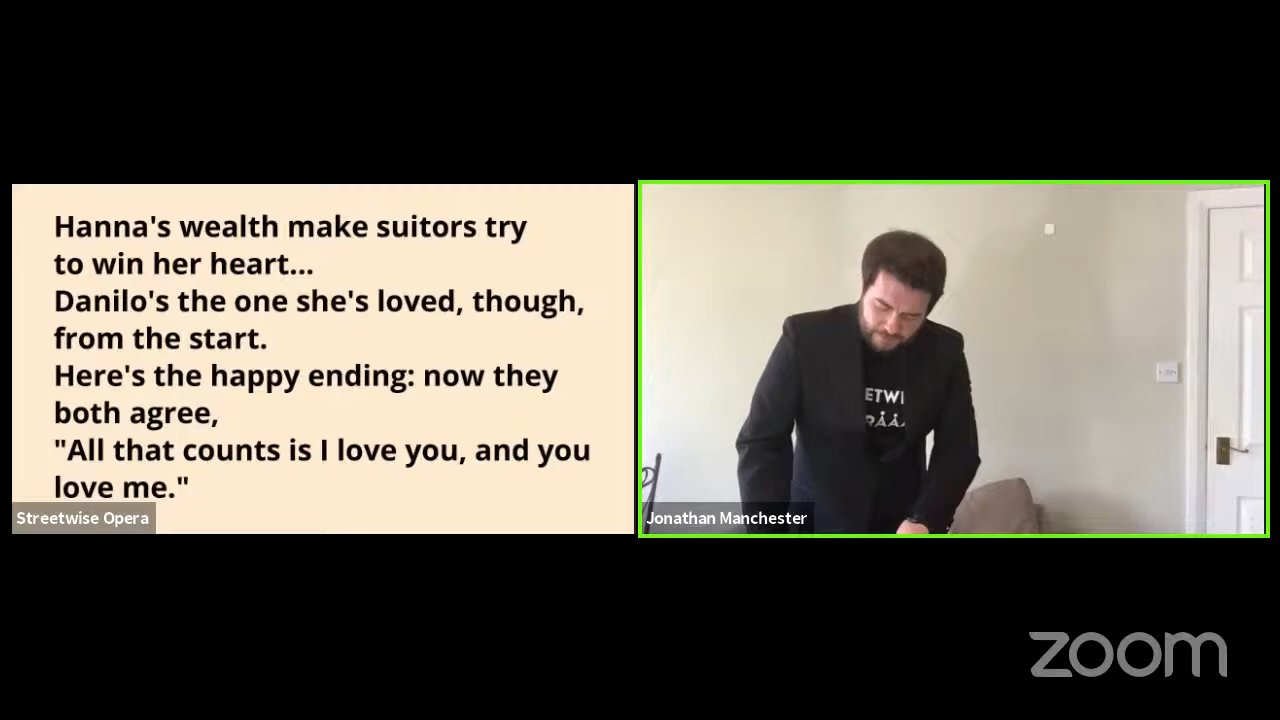 Hanna's wealth make suitors try
to win her heart...
Danilo's the one she's loved, though,
from the start.
Here's the happy ending: now they
both agree,
"All that counts is I love you, and you
love me."
Streetwise Opera
Jonathan Manchester
zoom